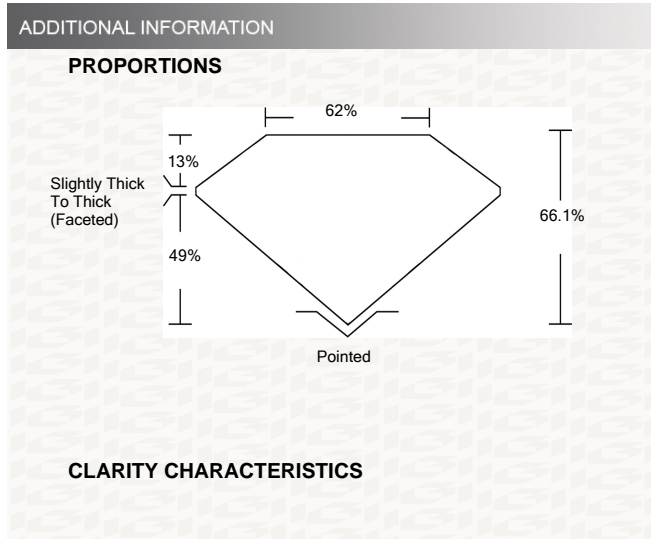 ADDITIONAL INFORMATION
PROPORTIONS
62%
13%
Slightly Thick
To Thick
(Faceted)
66.1%
49%
Pointed
CLARITY CHARACTERISTICS